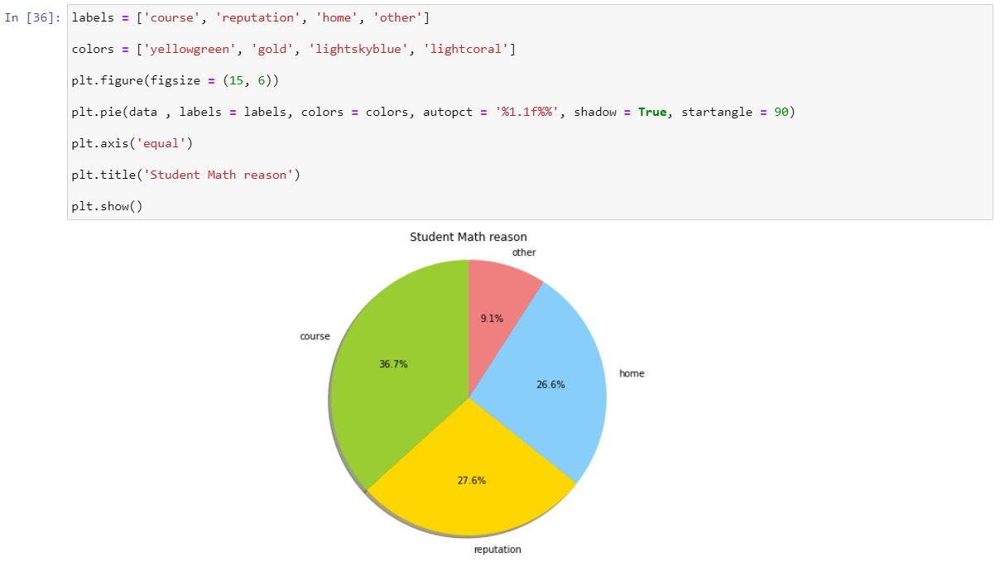 In [36]: labels = ['course', 'reputation', 'home', 'other']
colors = ['yellowgreen', 'gold', 'lightskyblue', 'lightcoral']
plt.figure(figsize = (15, 6))
plt.pie(data , labels = labels, colors = colors, autopct = '%1.1f%%', shadow = True, startangle = 90)
plt.axis('equal')
plt.title('Student Math reason')
plt.show()
Student Math reason
other
9.1%
course
36.7%
home
26.6%
27.6%
reputation